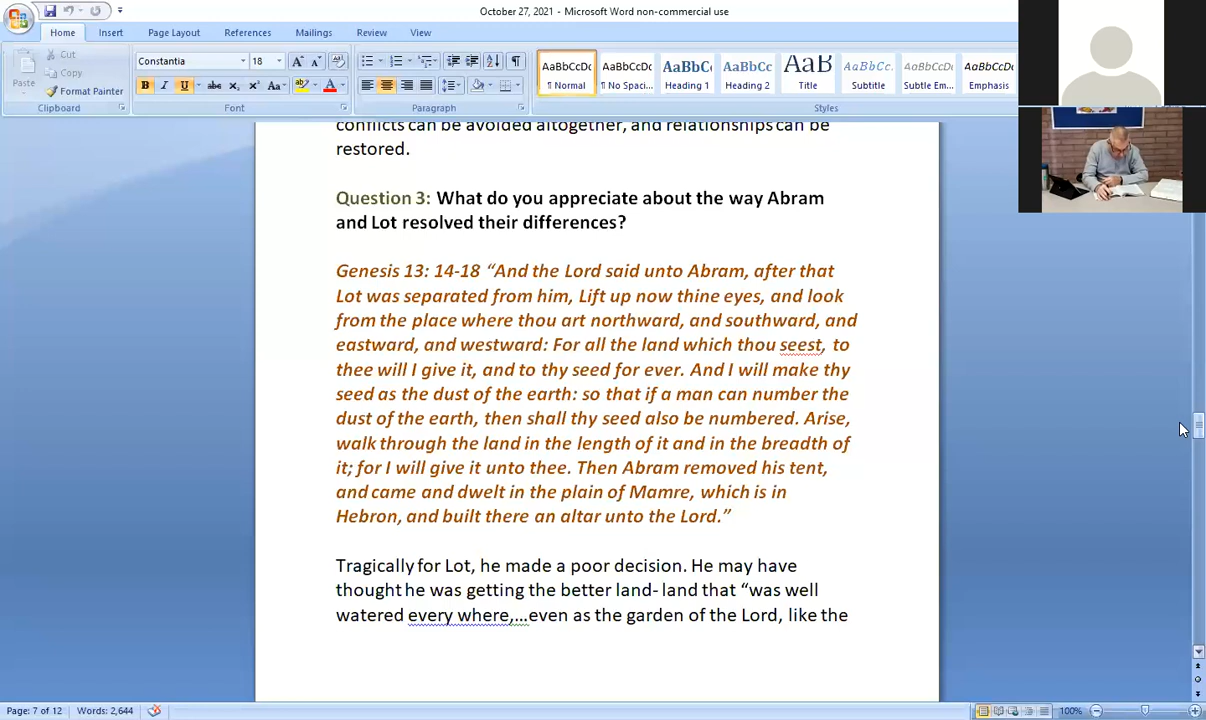 October 27, 2021 - Microsoft Word non-commercial use
Home Insert Page Layout References Mailings Review View
Cut
Copy
Paste
Format Painter
Constantia 18
AaBbCcDc AaBbCcDc AaBbCc AaBbCc AaB AaBbCc. AaBbCcDc AaBbCcDc
¶ Normal ¶ No Spaci... Heading 1 Heading 2 Title Subtitle Subtle Em... Emphasis
Clipboard Font Paragraph Styles
conflicts can be avoided altogether, and relationships can be
restored.
Question 3: What do you appreciate about the way Abram
and Lot resolved their differences?
Genesis 13: 14-18 “And the Lord said unto Abram, after that
Lot was separated from him, Lift up now thine eyes, and look
from the place where thou art northward, and southward, and
eastward, and westward: For all the land which thou seest, to
thee will I give it, and to thy seed for ever. And I will make thy
seed as the dust of the earth: so that if a man can number the
dust of the earth, then shall thy seed also be numbered. Arise,
walk through the land in the length of it and in the breadth of
it; for I will give it unto thee. Then Abram removed his tent,
and came and dwelt in the plain of Mamre, which is in
Hebron, and built there an altar unto the Lord.”
Tragically for Lot, he made a poor decision. He may have
thought he was getting the better land- land that “was well
watered every where,...even as the garden of the Lord, like the
Page: 7 of 12 Words: 2,644 100%